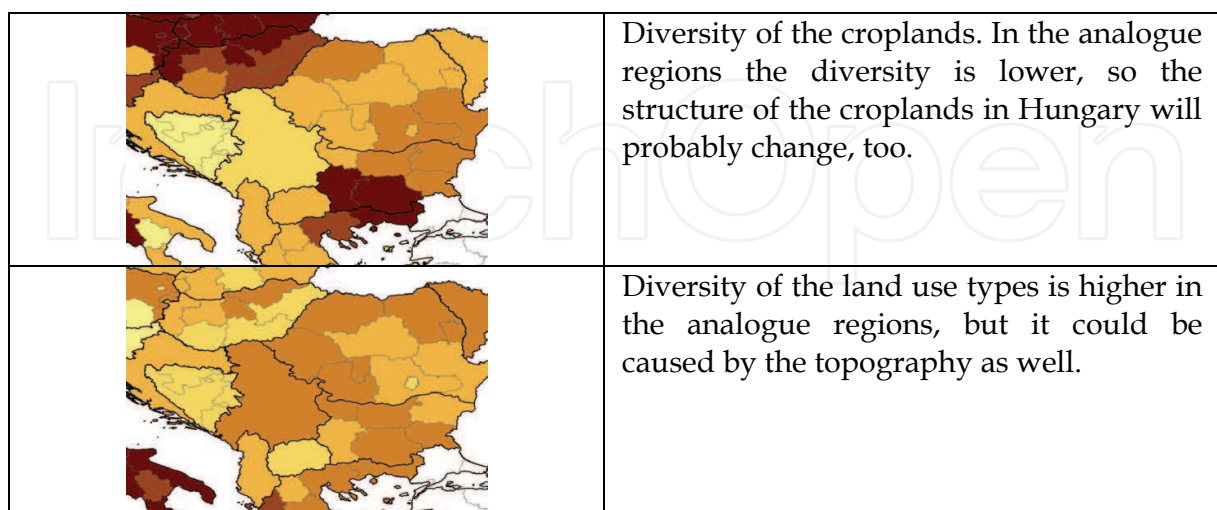 Diversity of the croplands. In the analogue
regions the diversity is lower, so the
structure of the croplands in Hungary will
probably change, too.
Diversity of the land use types is higher in
the analogue regions, but it could be
caused by the topography as well.